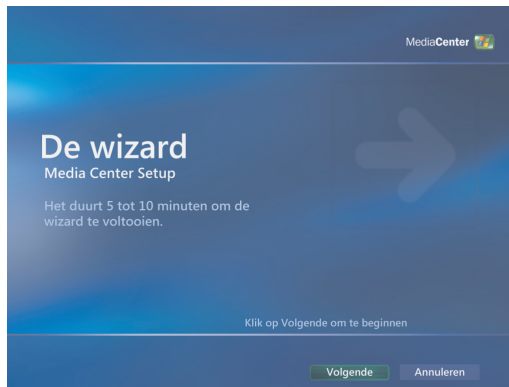 MediaCenter
De wizard
Media Center Setup
Het duurt 5 tot 10 minuten om de
wizard te voltooien.
Klik op Volgende om te beginnen
Volgende Annuleren